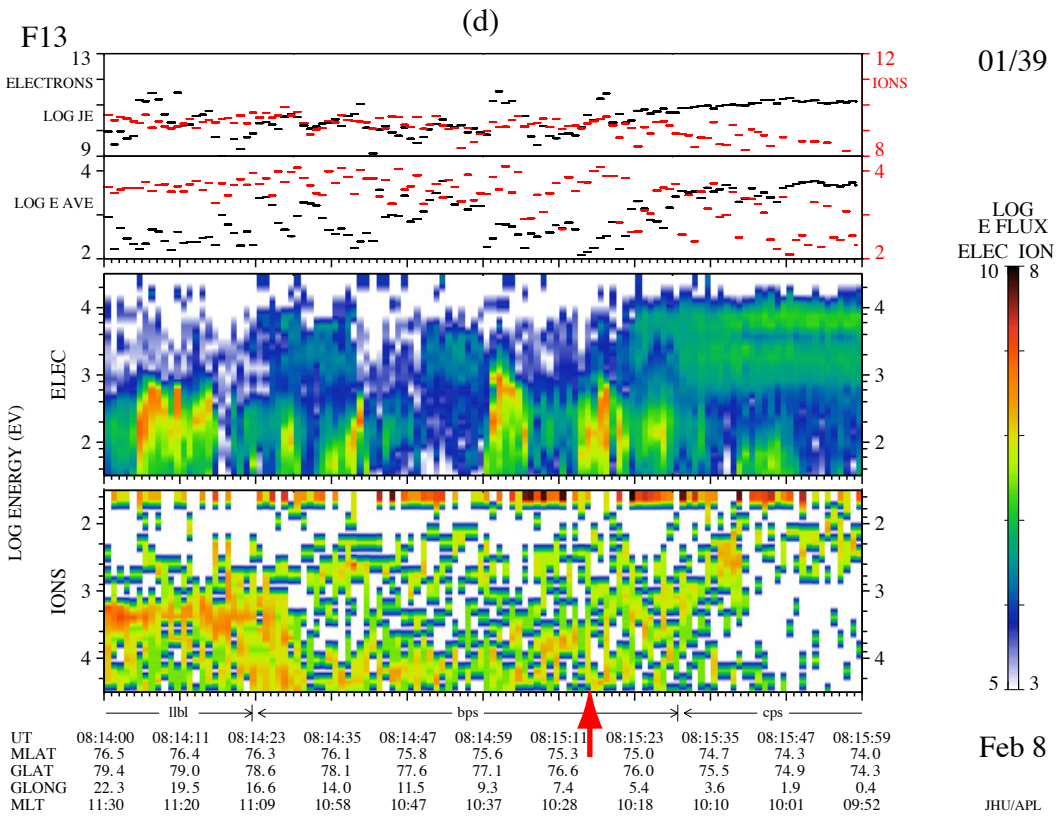 (d)
F13
01/39
13
12
ELECTRONS
IONS
LOG JE
9
8
4
4
LOG E AVE
2
2
LOG
E FLUX
ELEC ION
10 8
4
4
ELEC
3
3
2
2
LOG ENERGY (EV)
2
2
IONS
3
3
4
4
5 3
llbl bps cps
UT 08:14:00 08:14:11 08:14:23 08:14:35 08:14:47 08:14:59 08:15:11 08:15:23 08:15:35 08:15:47 08:15:59
MLAT 76.5 76.4 76.3 76.1 75.8 75.6 75.3 75.0 74.7 74.3 74.0
GLAT 79.4 79.0 78.6 78.1 77.6 77.1 76.6 76.0 75.5 74.9 74.3
GLONG 22.3 19.5 16.6 14.0 11.5 9.3 7.4 5.4 3.6 1.9 0.4
MLT 11:30 11:20 11:09 10:58 10:47 10:37 10:28 10:18 10:10 10:01 09:52
Feb 8
JHU/APL